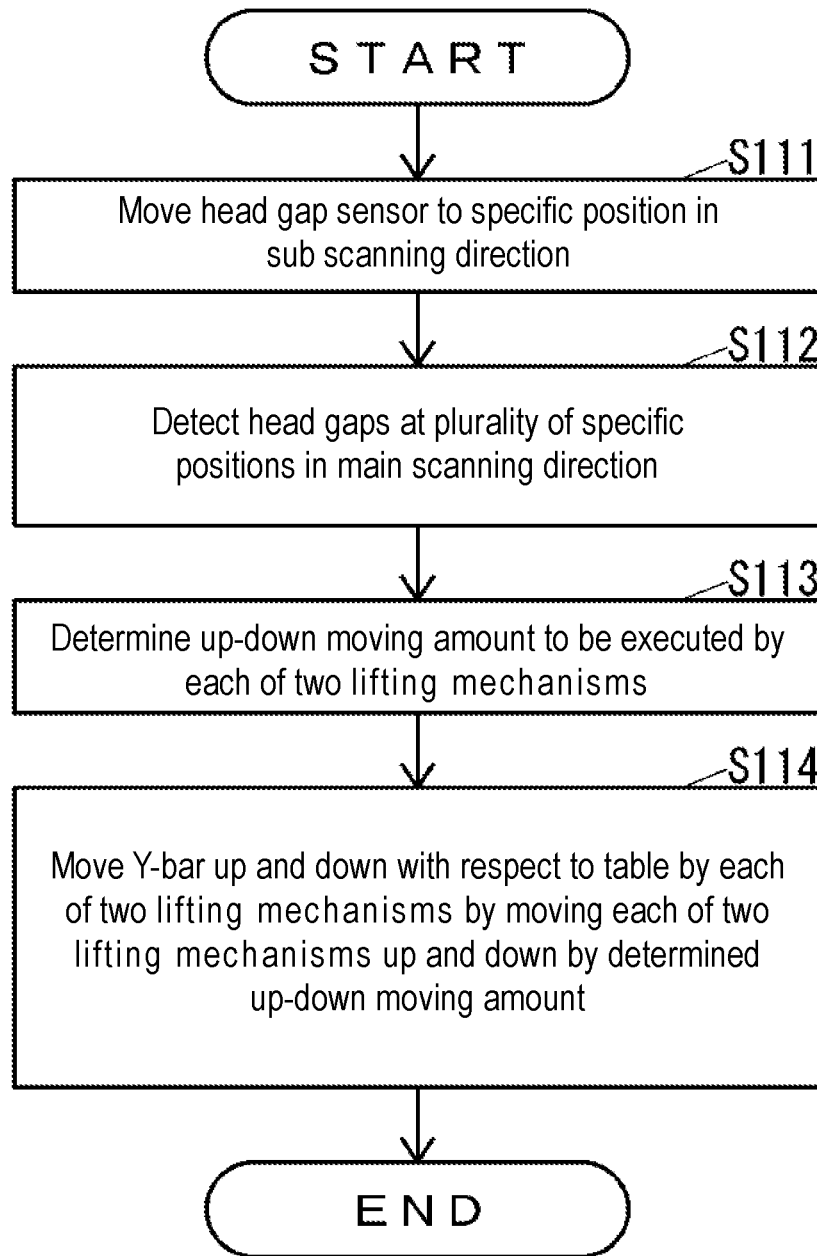 START
S111
Move head gap sensor to specific position in
sub scanning direction
S112
Detect head gaps at plurality of specific
positions in main scanning direction
S113
Determine up-down moving amount to be executed by
each of two lifting mechanisms
S114
Move Y-bar up and down with respect to table by each
of two lifting mechanisms by moving each of two
lifting mechanisms up and down by determined
up-down moving amount
END